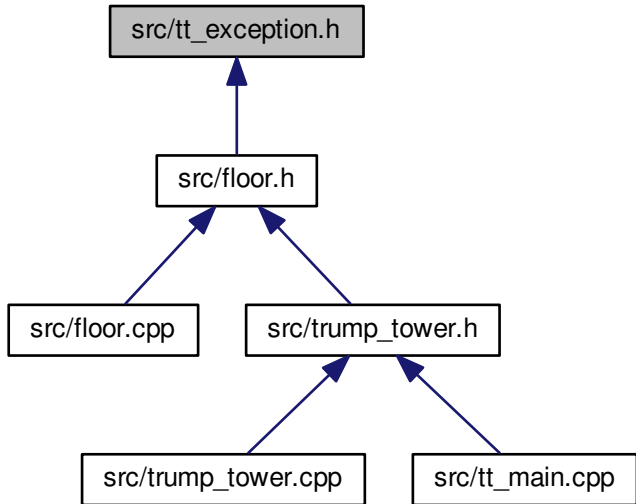 src/tt_exception.h
src/floor.h
src/floor.cpp
src/trump_tower.h
src/trump_tower.cpp
src/tt_main.cpp